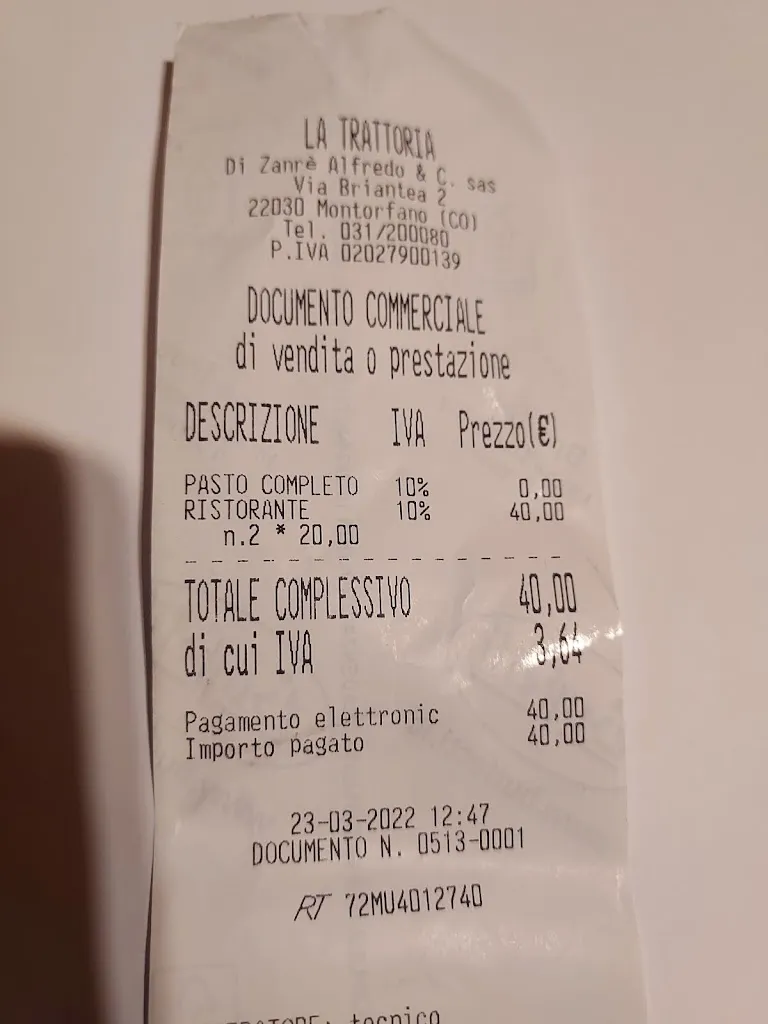 LA TRATTORIA
Di Zanrè Alfredo & C. sas
Via Briantea 2
22030 Montorfano (CO)
Tel. 031/200080
P.IVA 02027900139
DOCUMENTO COMMERCIALE
di vendita o prestazione
DESCRIZIONE IVA Prezzo(€)
PASTO COMPLETO 10% 0,00
RISTORANTE 10% 40,00
n.2 * 20,00
TOTALE COMPLESSIVO 40,00
di cui IVA 3,64
Pagamento elettronic 40,00
Importo pagato 40,00
23-03-2022 12:47
DOCUMENTO N. 0513-0001
RT 72MU4012740
tecnico